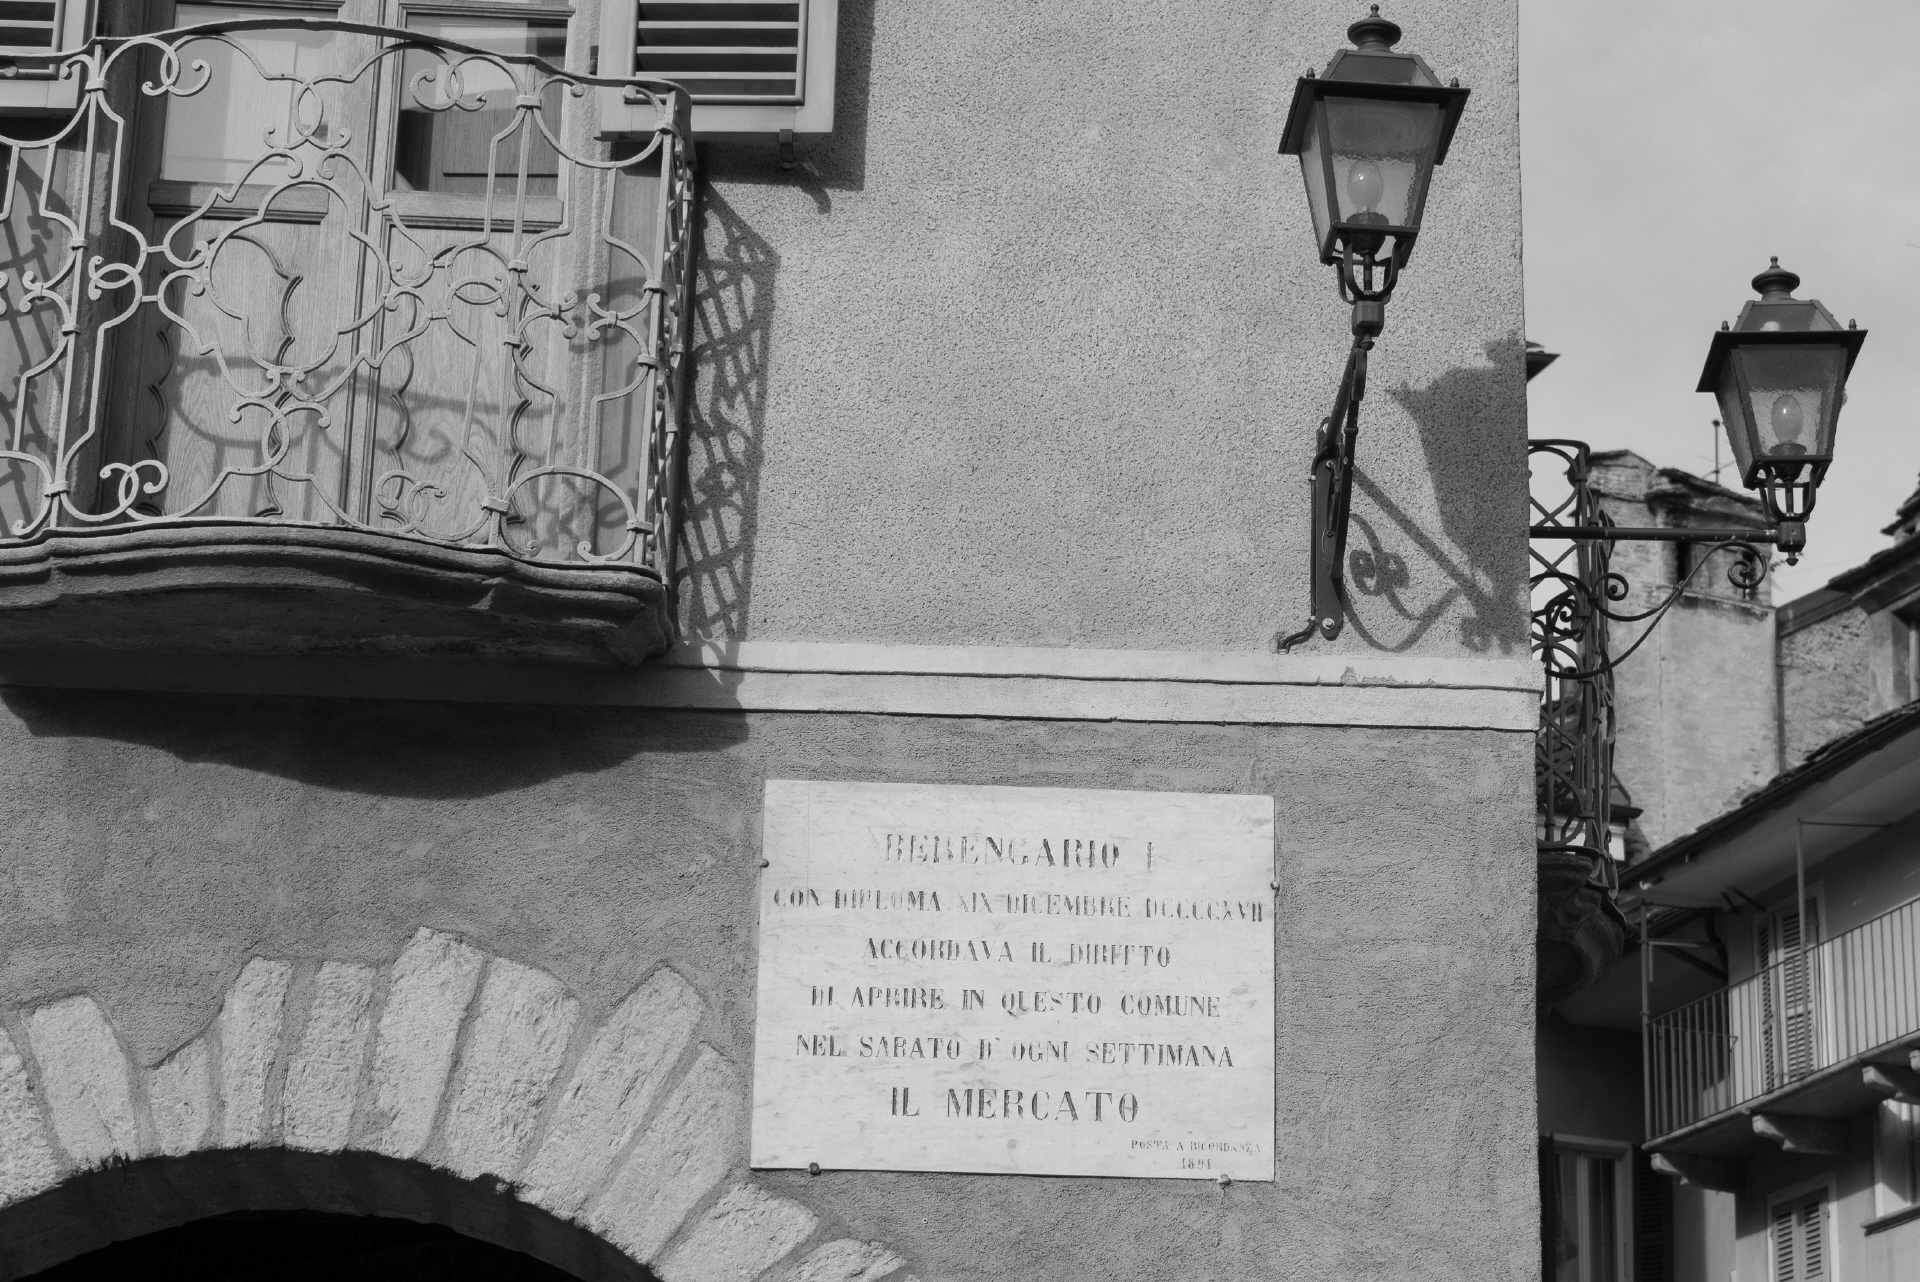 BERENGARIO I
CON DIPLOMA XIX DICEMBRE DCCCCXVII
ACCORDAVA IL DIRITTO
DI APRIRE IN QUESTO COMUNE
NEL SABATO D' OGNI SETTIMANA
IL MERCATO
POSTA A RICORDANZA
1891